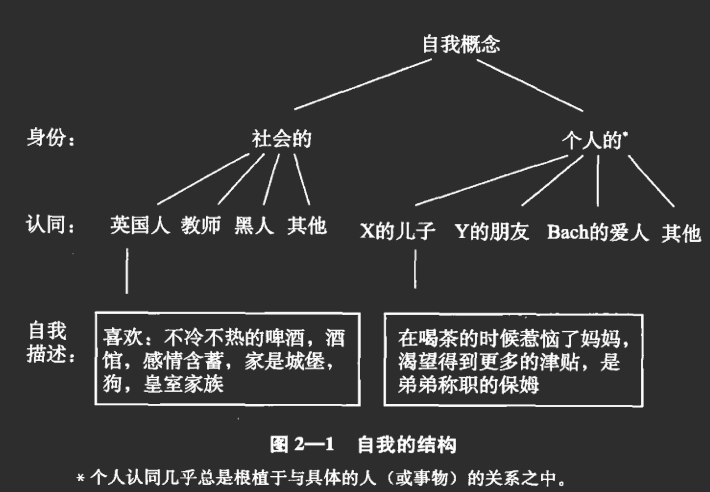 自我概念
身份： 社会的 个人的*
认同： 英国人 教师 黑人 其他 X的儿子 Y的朋友 Bach的爱人 其他
自我
描述：
喜欢：不冷不热的啤酒，酒
馆，感情含蓄，家是城堡，
狗，皇室家族
在喝茶的时候惹恼了妈妈，
渴望得到更多的津贴，是
弟弟称职的保姆
图 2—1 自我的结构
* 个人认同几乎总是根植于与具体的人（或事物）的关系之中。